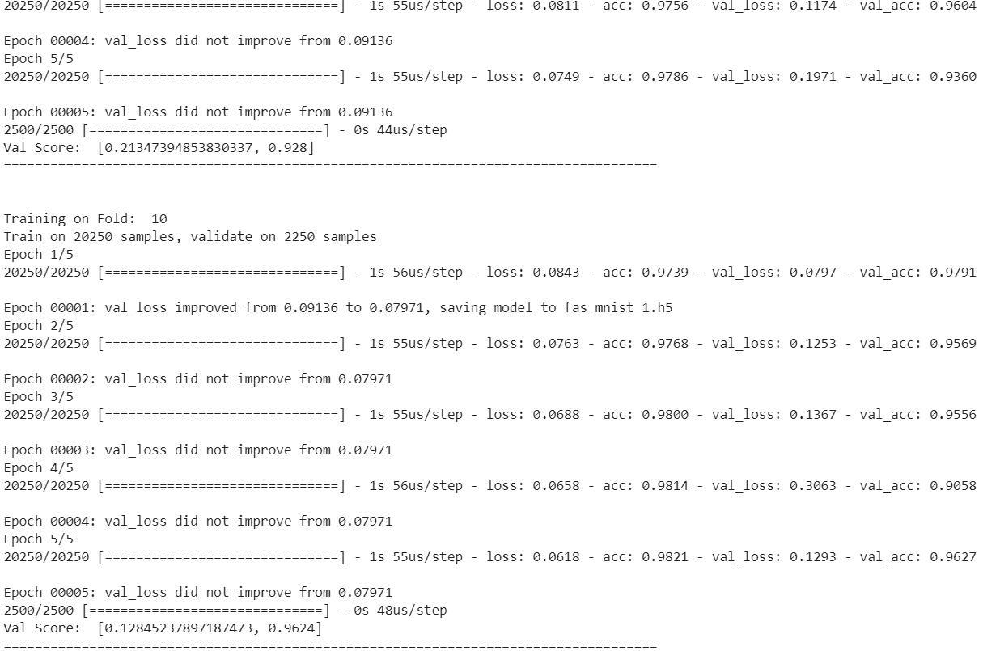 20250/20250 [==============================] - 1s 55us/step - loss: 0.0811 - acc: 0.9756 - val_loss: 0.1174 - val_acc: 0.9604
Epoch 00004: val_loss did not improve from 0.09136
Epoch 5/5
20250/20250 [==============================] - 1s 55us/step - loss: 0.0749 - acc: 0.9786 - val_loss: 0.1971 - val_acc: 0.9360
Epoch 00005: val_loss did not improve from 0.09136
2500/2500 [==============================] - 0s 44us/step
Val Score:  [0.21347394853830337, 0.928]
====================================================================================
Training on Fold:  10
Train on 20250 samples, validate on 2250 samples
Epoch 1/5
20250/20250 [==============================] - 1s 56us/step - loss: 0.0843 - acc: 0.9739 - val_loss: 0.0797 - val_acc: 0.9791
Epoch 00001: val_loss improved from 0.09136 to 0.07971, saving model to fas_mnist_1.h5
Epoch 2/5
20250/20250 [==============================] - 1s 55us/step - loss: 0.0763 - acc: 0.9768 - val_loss: 0.1253 - val_acc: 0.9569
Epoch 00002: val_loss did not improve from 0.07971
Epoch 3/5
20250/20250 [==============================] - 1s 55us/step - loss: 0.0688 - acc: 0.9800 - val_loss: 0.1367 - val_acc: 0.9556
Epoch 00003: val_loss did not improve from 0.07971
Epoch 4/5
20250/20250 [==============================] - 1s 56us/step - loss: 0.0658 - acc: 0.9814 - val_loss: 0.3063 - val_acc: 0.9058
Epoch 00004: val_loss did not improve from 0.07971
Epoch 5/5
20250/20250 [==============================] - 1s 55us/step - loss: 0.0618 - acc: 0.9821 - val_loss: 0.1293 - val_acc: 0.9627
Epoch 00005: val_loss did not improve from 0.07971
2500/2500 [==============================] - 0s 48us/step
Val Score:  [0.12845237897187473, 0.9624]
====================================================================================